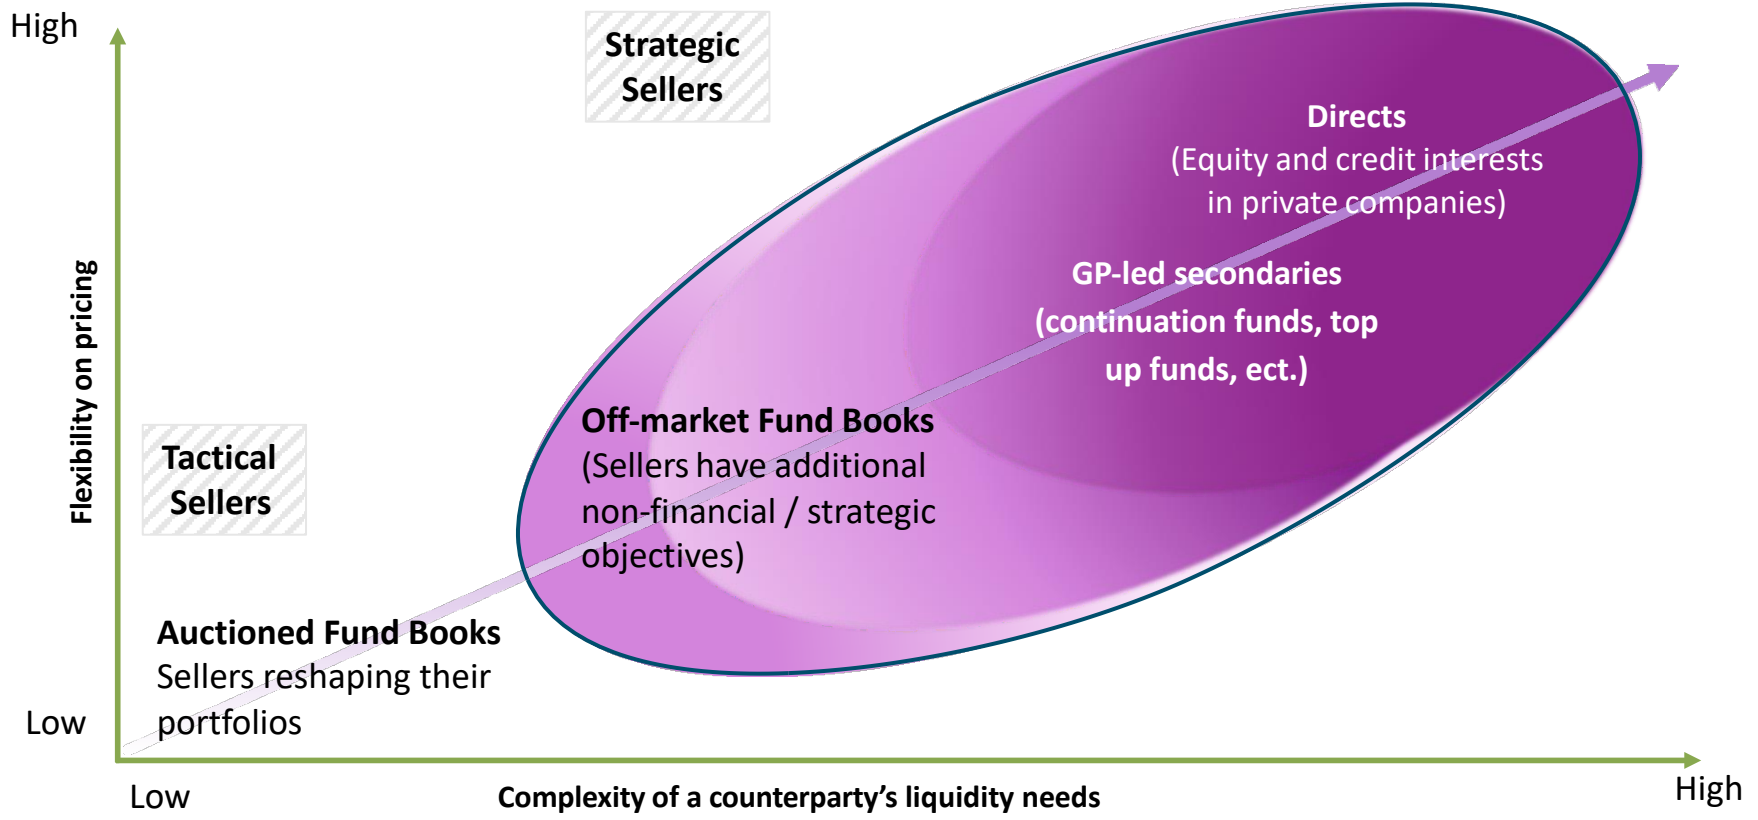 High
Strategic
Sellers
Directs
(Equity and credit interests
in private companies)
GP-led secondaries
(continuation funds, top
up funds, ect.)
Flexibility on pricing
Off-market Fund Books
(Sellers have additional
non-financial / strategic
objectives)
Tactical
Sellers
Auctioned Fund Books
Sellers reshaping their
portfolios
Low
Low
Complexity of a counterparty’s liquidity needs
High